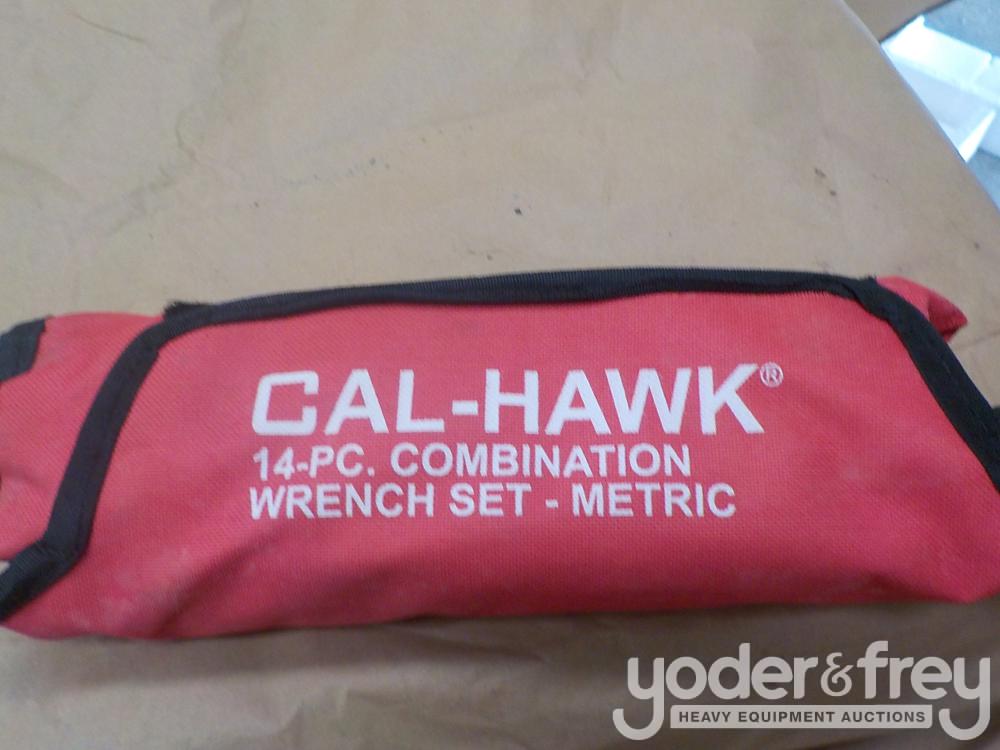 CAL-HAWK®
14-PC. COMBINATION
WRENCH SET - METRIC
yoder&frey
HEAVY EQUIPMENT AUCTIONS